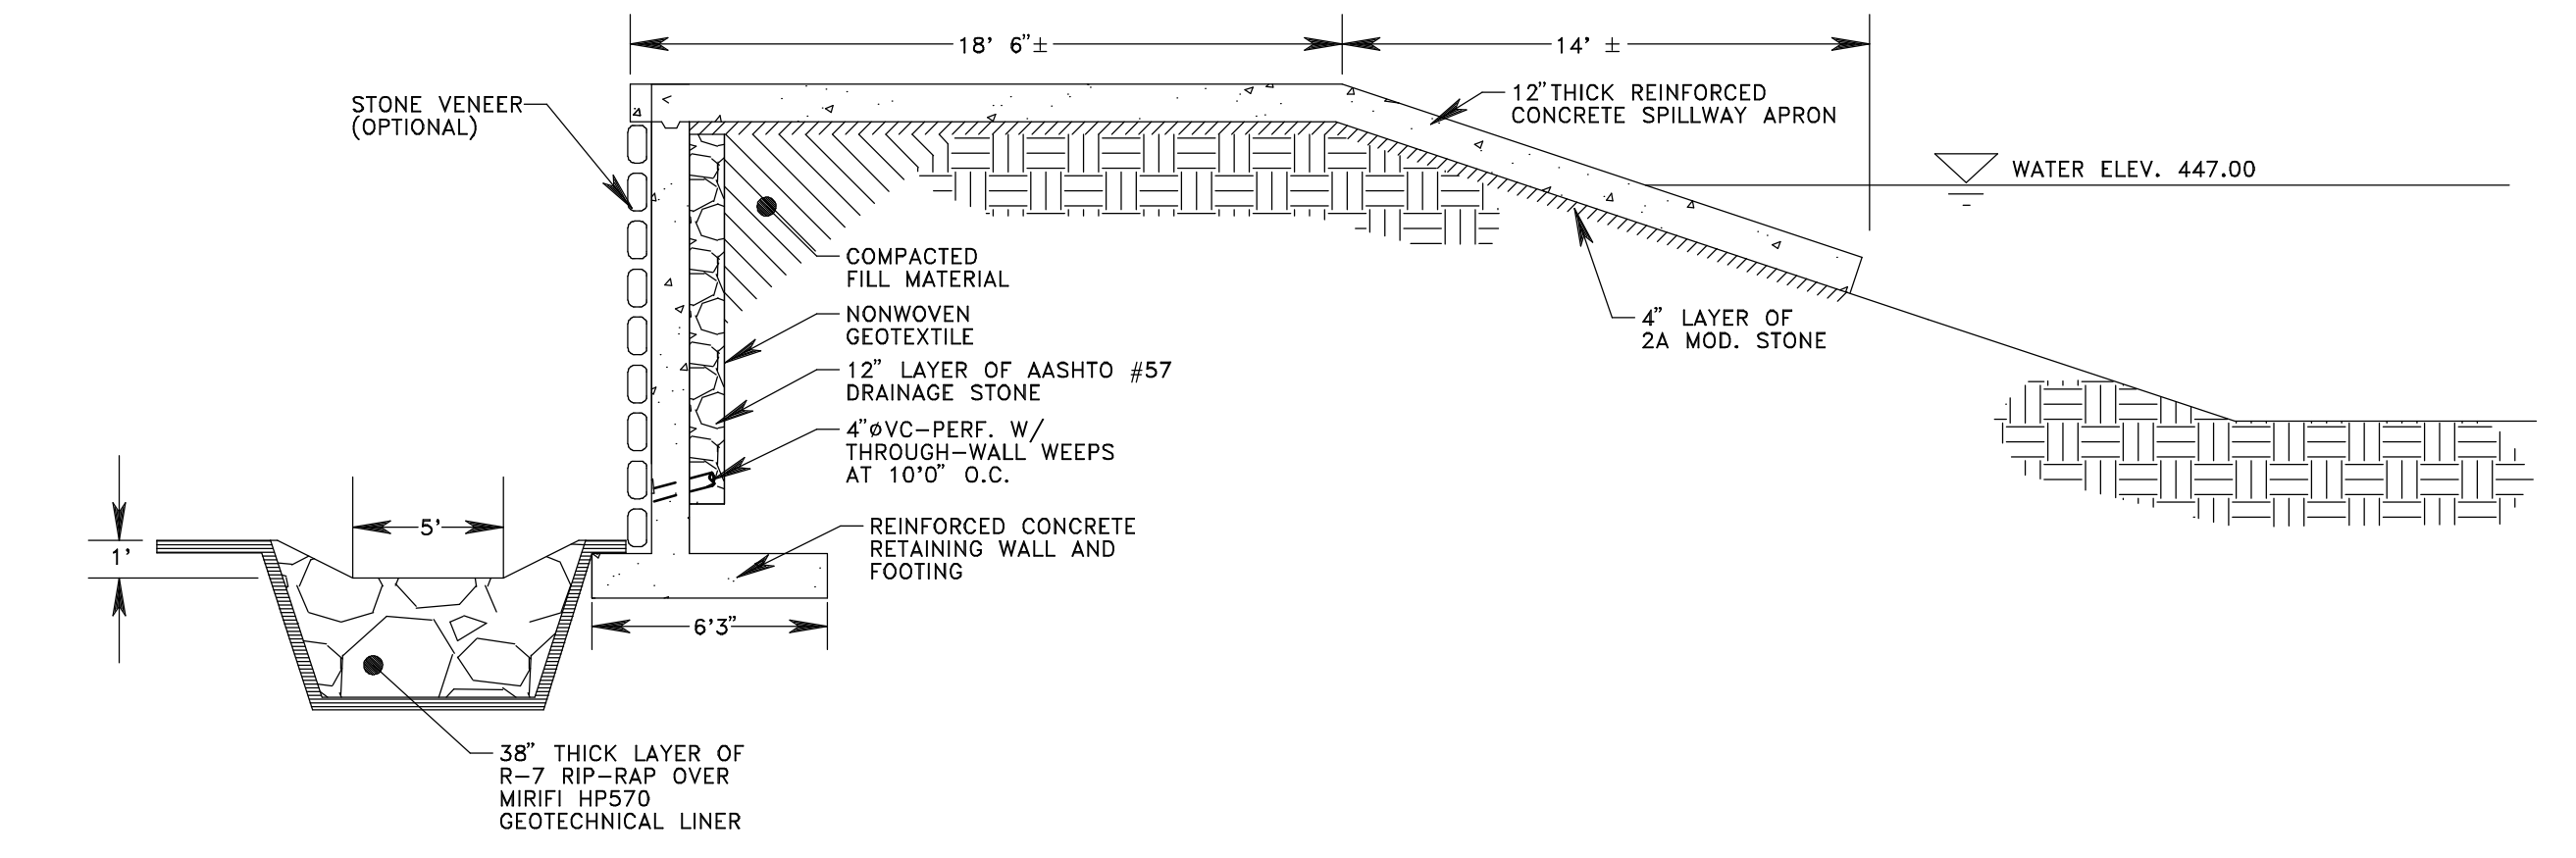 18' 6"±
14' ±
STONE VENEER
(OPTIONAL)
12"THICK REINFORCED
CONCRETE SPILLWAY APRON
WATER ELEV. 447.00
COMPACTED
FILL MATERIAL
NONWOVEN
GEOTEXTILE
4" LAYER OF
2A MOD. STONE
12" LAYER OF AASHTO #57
DRAINAGE STONE
4"øVC-PERF. W/
THROUGH-WALL WEEPS
AT 10'0" O.C.
5'
1'
REINFORCED CONCRETE
RETAINING WALL AND
FOOTING
6'3"
38" THICK LAYER OF
R-7 RIP-RAP OVER
MIRIFI HP570
GEOTECHNICAL LINER